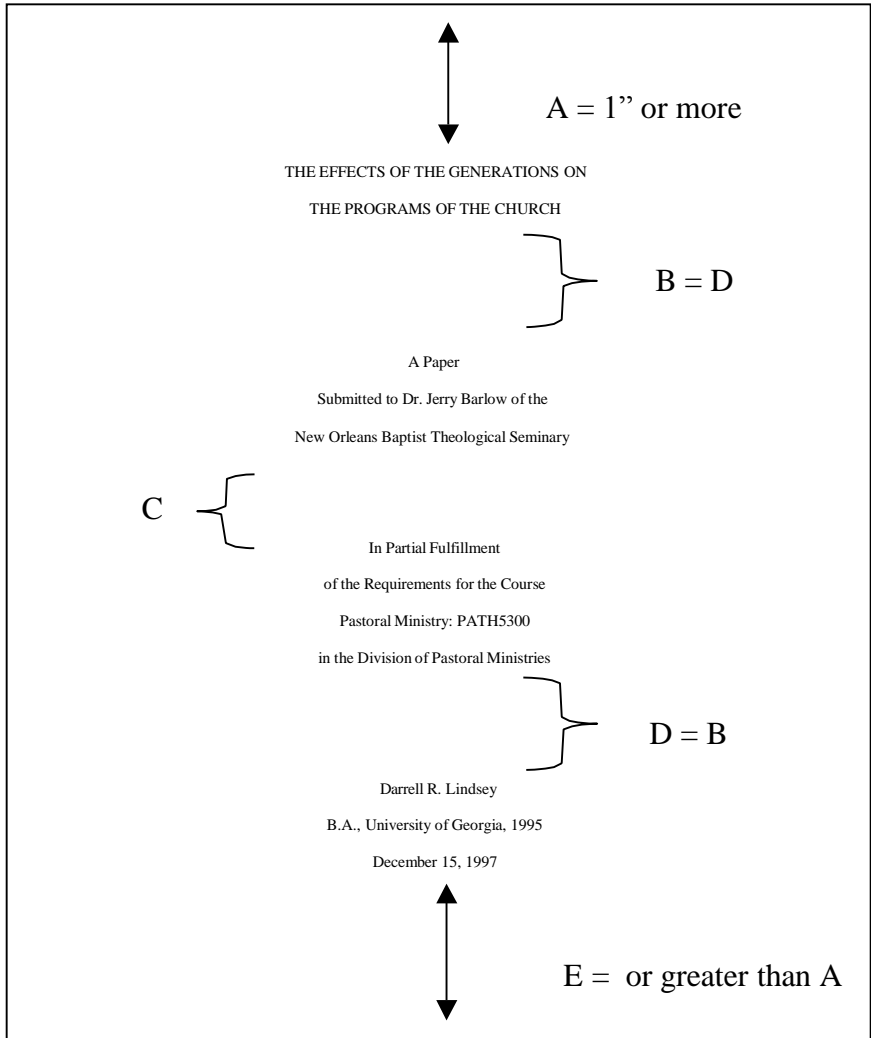 A = 1” or more
THE EFFECTS OF THE GENERATIONS ON
THE PROGRAMS OF THE CHURCH
B = D
A Paper
Submitted to Dr. Jerry Barlow of the
New Orleans Baptist Theological Seminary
C
In Partial Fulfillment
of the Requirements for the Course
Pastoral Ministry: PATH5300
in the Division of Pastoral Ministries
D = B
Darrell R. Lindsey
B.A., University of Georgia, 1995
December 15, 1997
E = or greater than A